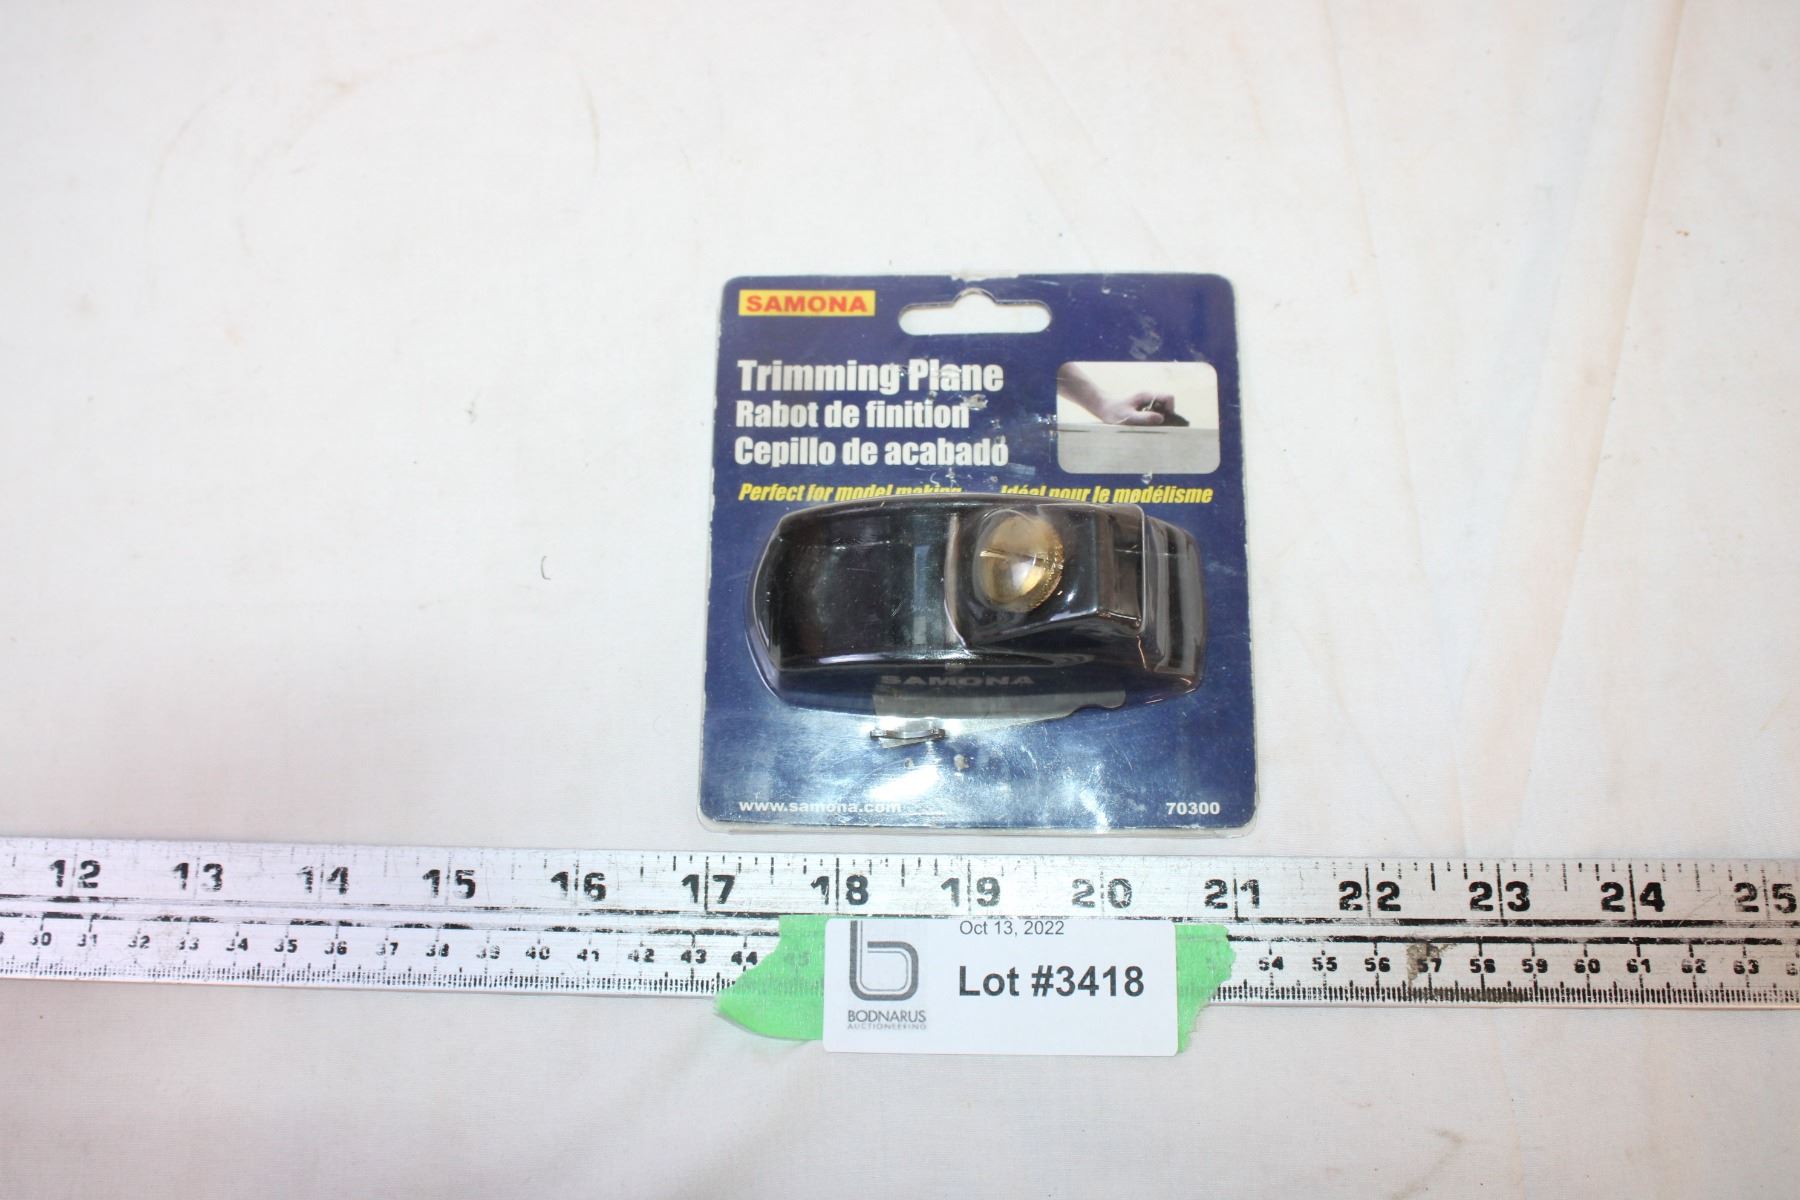 SAMONA
Trimming Plane
Rabot de finition
Cepillo de acabado
Perfect for model making Idéal pour le modélisme
SAMONA
www.samona.com 70300
12 13 14 15 16 17 18 19 20 21 22 23 24 25
30 31 32 33 34 35 36 37 38 39 40 41 42 43 44 45 54 55 56 57 58 59 60 61 62 63
Oct 13, 2022
Lot #3418
BODNARUS
AUCTIONEERING